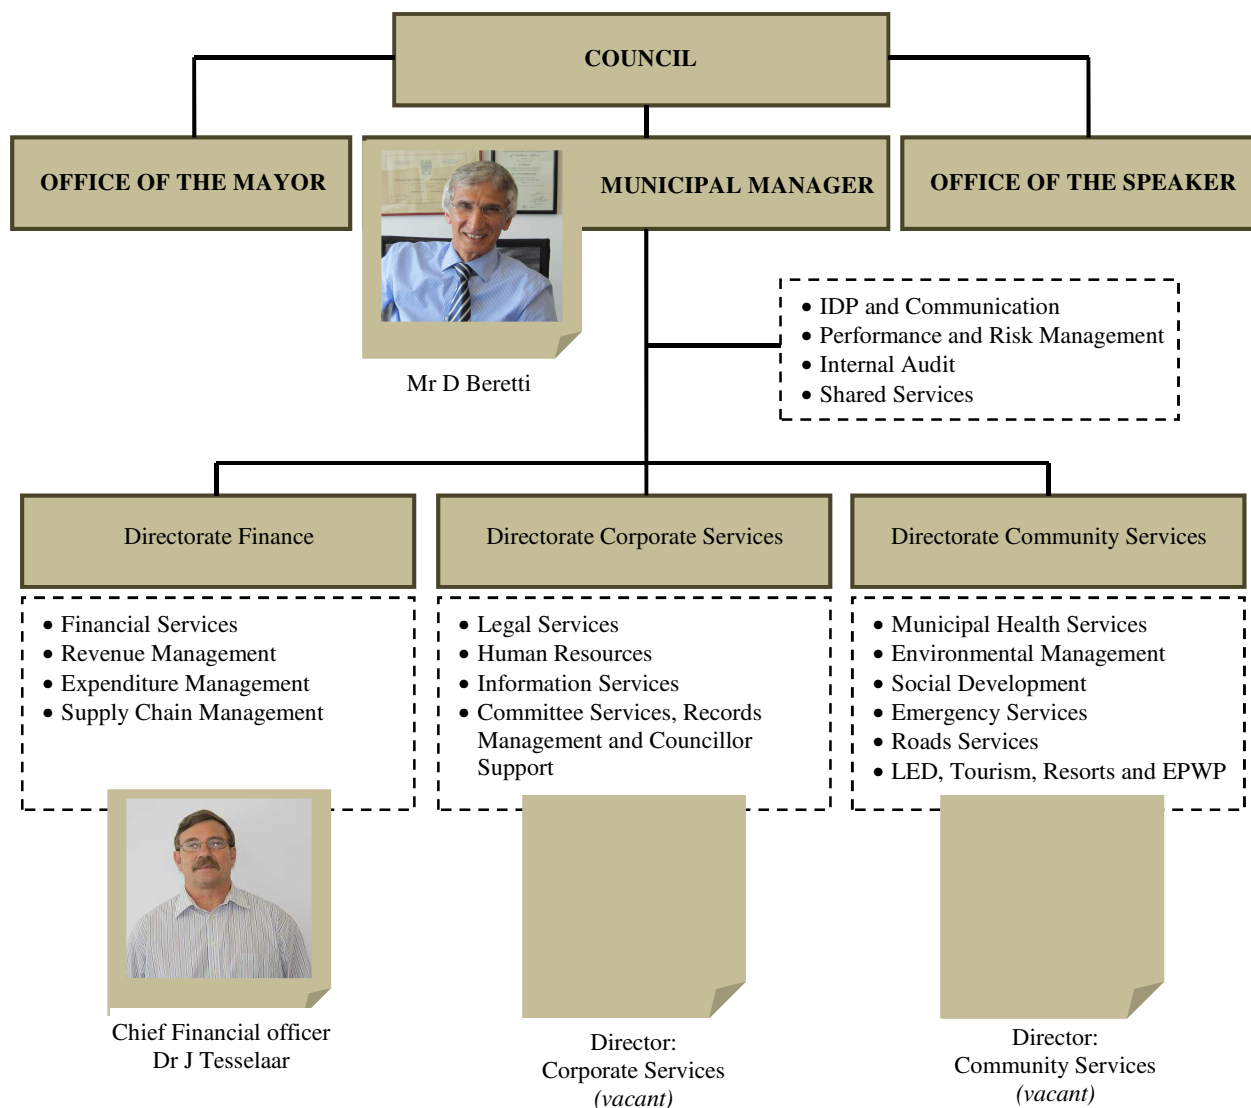 COUNCIL
OFFICE OF THE MAYOR
MUNICIPAL MANAGER
OFFICE OF THE SPEAKER
Mr D Beretti
• IDP and Communication
• Performance and Risk Management
• Internal Audit
• Shared Services
Directorate Finance
• Financial Services
• Revenue Management
• Expenditure Management
• Supply Chain Management
Chief Financial officer
Dr J Tesselaar
Directorate Corporate Services
• Legal Services
• Human Resources
• Information Services
• Committee Services, Records
Management and Councillor
Support
Director:
Corporate Services
(vacant)
Directorate Community Services
• Municipal Health Services
• Environmental Management
• Social Development
• Emergency Services
• Roads Services
• LED, Tourism, Resorts and EPWP
Director:
Community Services
(vacant)